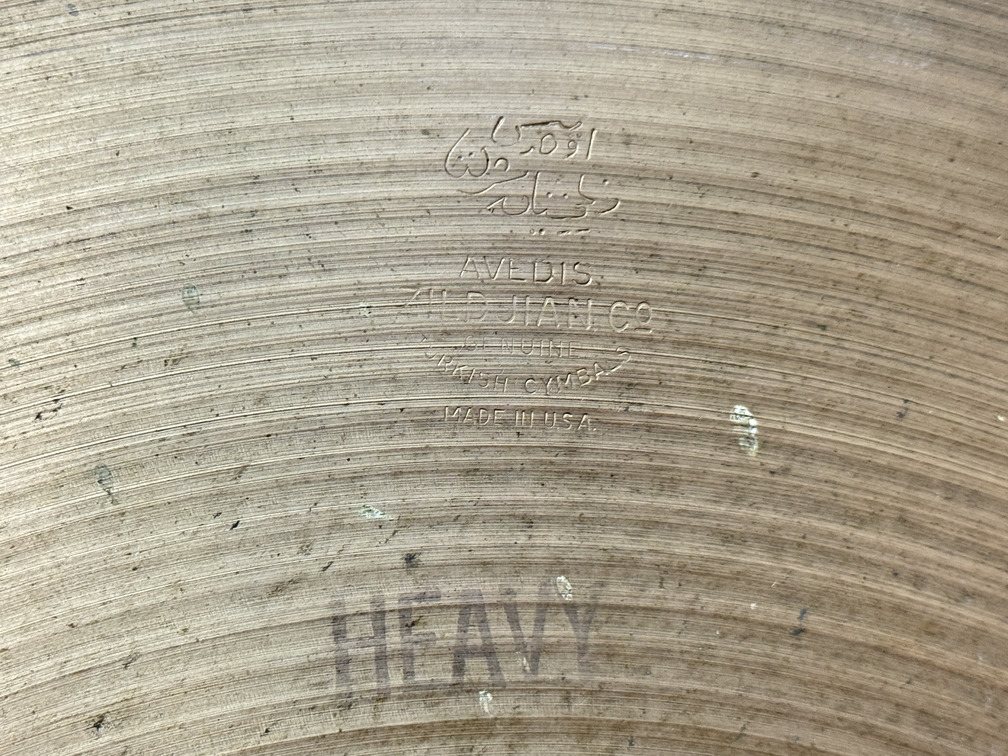 AVEDIS
ZILDJIAN CO
GENUINE
TURKISH CYMBALS
MADE IN U.S.A.
HEAVY